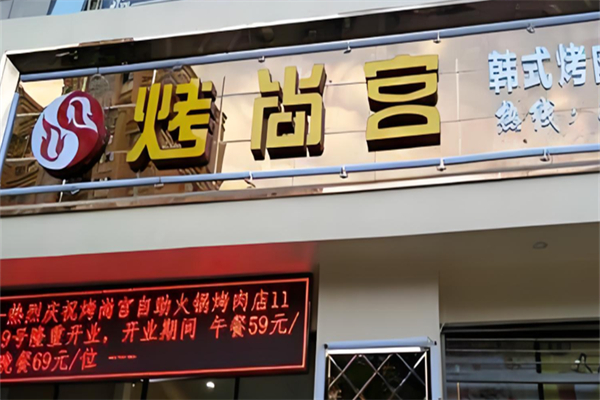 烤尚宫
韩式烤
热线:
热烈庆祝烤尚宫自助火锅烤肉店11
9号隆重开业,开业期间 午餐59元/
晚餐69元/位